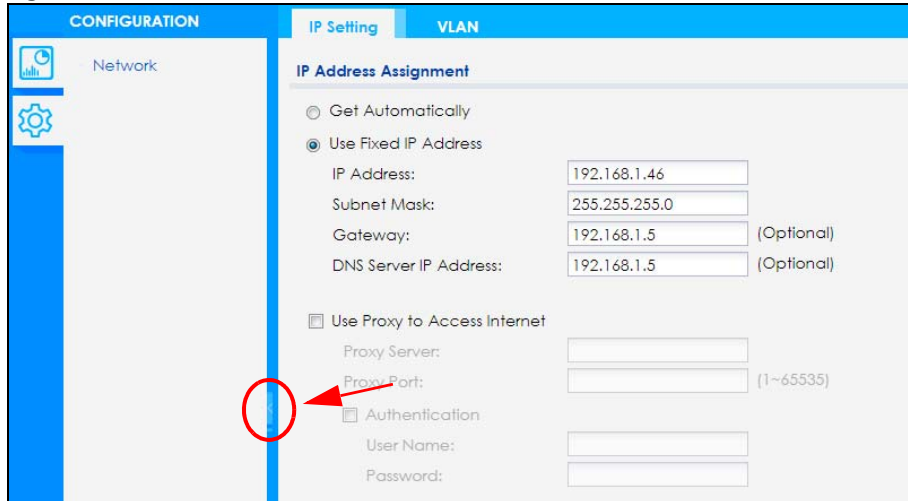 CONFIGURATION
IP Setting
VLAN
Network
IP Address Assignment
Get Automatically
Use Fixed IP Address
IP Address: 192.168.1.46
Subnet Mask: 255.255.255.0
Gateway: 192.168.1.5 (Optional)
DNS Server IP Address: 192.168.1.5 (Optional)
Use Proxy to Access Internet
Proxy Server:
Proxy Port: (1~65535)
Authentication
User Name:
Password: